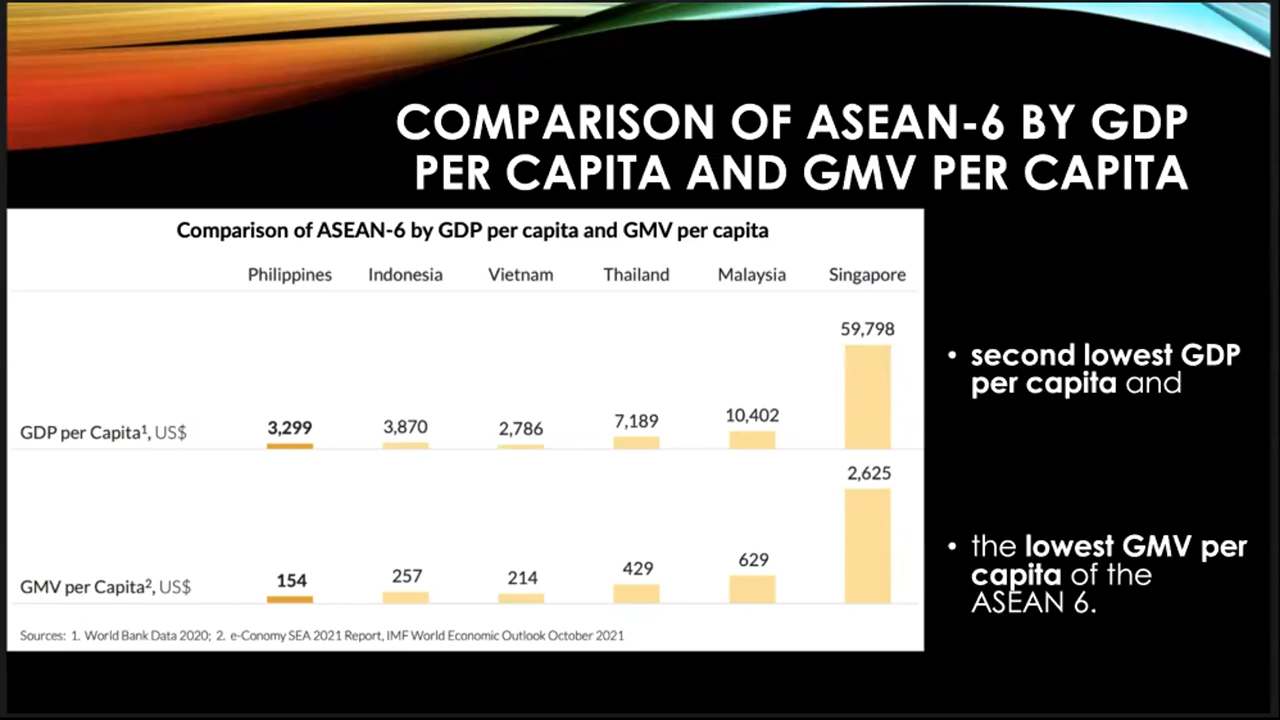 COMPARISON OF ASEAN-6 BY GDP
PER CAPITA AND GMV PER CAPITA
Comparison of ASEAN-6 by GDP per capita and GMV per capita
Philippines Indonesia Vietnam Thailand Malaysia Singapore
GDP per Capita¹, US$ 3,299 3,870 2,786 7,189 10,402 59,798
GMV per Capita², US$ 154 257 214 429 629 2,625
Sources: 1. World Bank Data 2020; 2. e-Conomy SEA 2021 Report, IMF World Economic Outlook October 2021
• second lowest GDP
per capita and
• the lowest GMV per
capita of the
ASEAN 6.